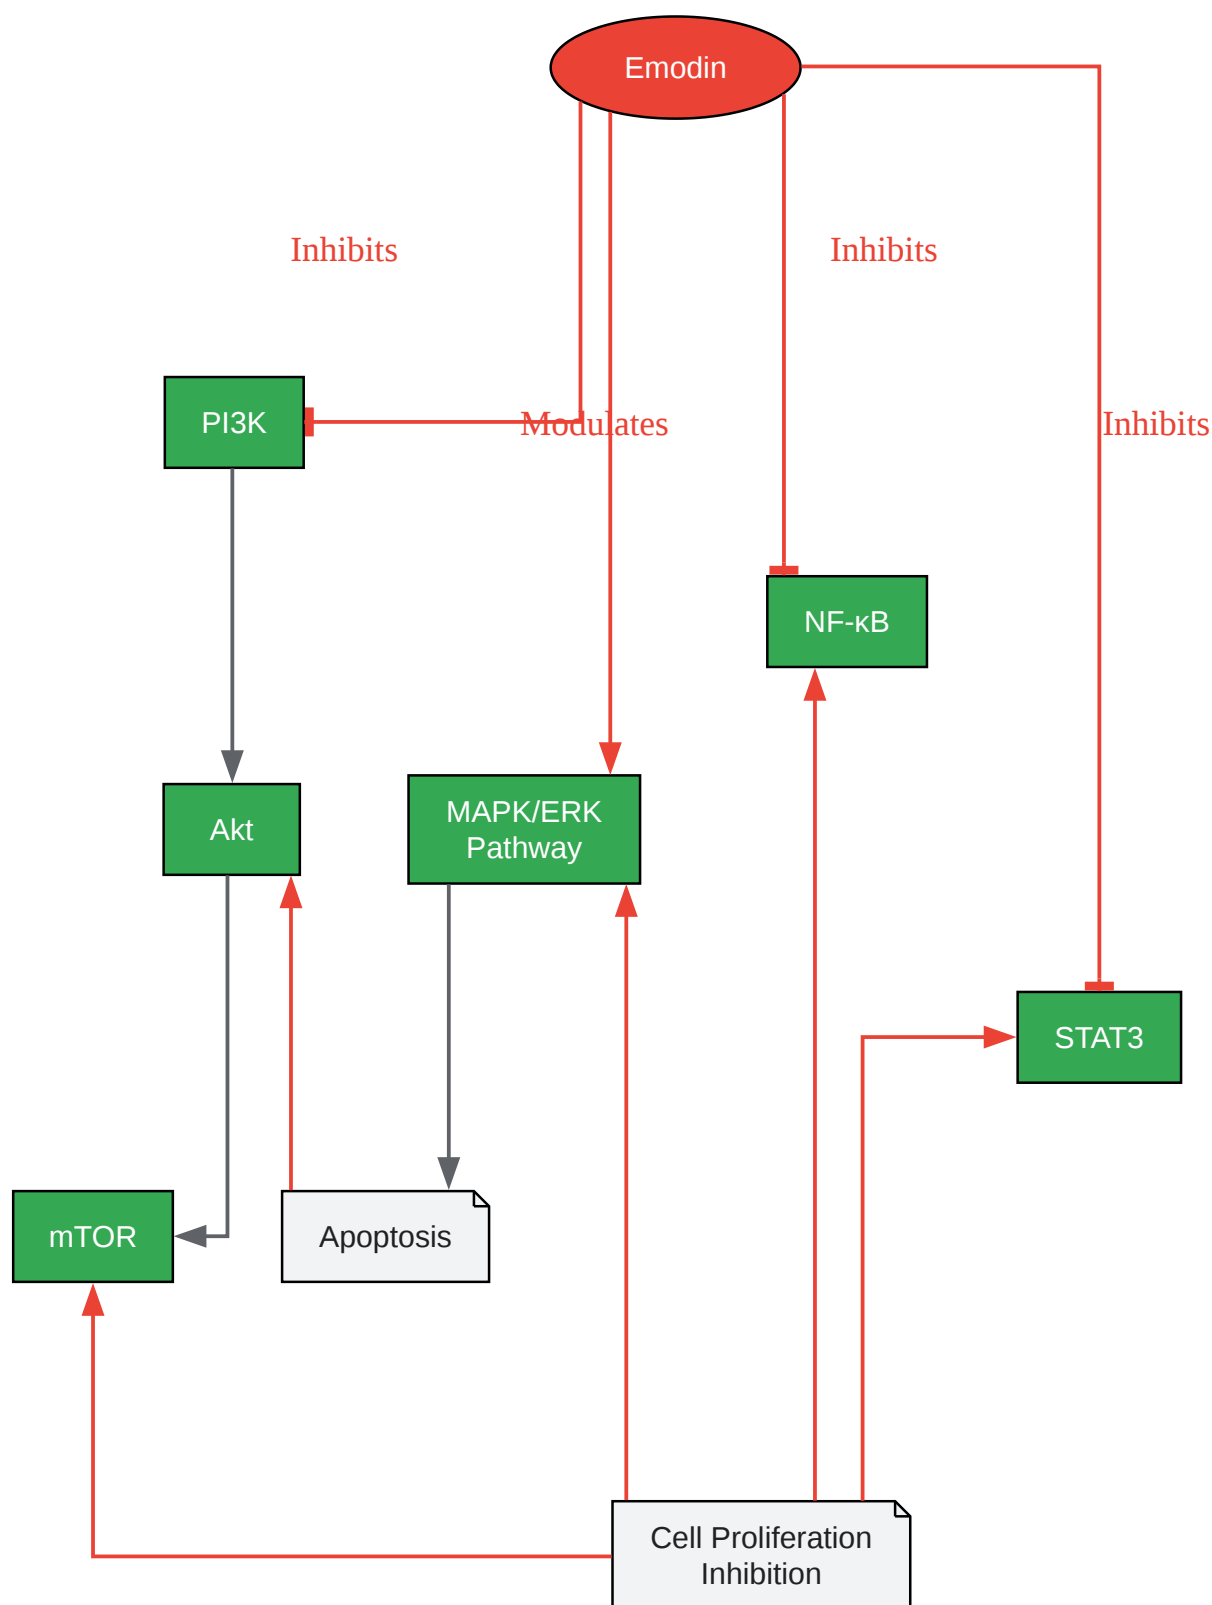 Emodin
Inhibits
Inhibits
PI3K
Modulates
Inhibits
NF-κB
Akt
MAPK/ERK
Pathway
STAT3
mTOR
Apoptosis
Cell Proliferation
Inhibition